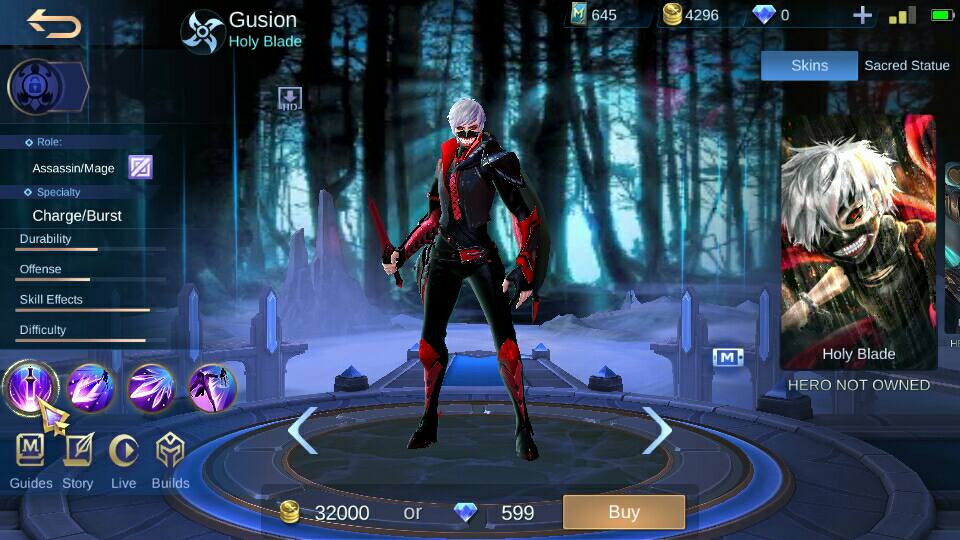 Gusion
Holy Blade
645
4296
0
Skins
Sacred Statue
HD
Role:
Assassin/Mage
Specialty
Charge/Burst
Durability
Offense
Skill Effects
Difficulty
Holy Blade
M
HERO NOT OWNED
M
Guides
Story
Live
Builds
32000
or
599
Buy